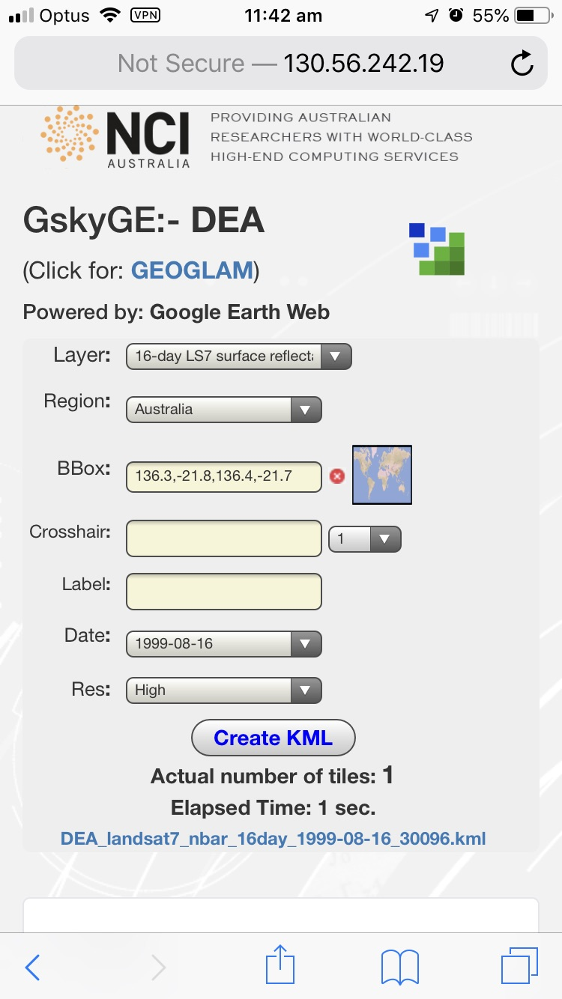 Optus VPN 11:42 am 55%
Not Secure — 130.56.242.19
NCI
AUSTRALIA
PROVIDING AUSTRALIAN
RESEARCHERS WITH WORLD-CLASS
HIGH-END COMPUTING SERVICES
GskyGE:- DEA
(Click for: GEOGLAM)
Powered by: Google Earth Web
Layer: 16-day LS7 surface reflecta
Region: Australia
BBox: 136.3,-21.8,136.4,-21.7
Crosshair: 1
Label:
Date: 1999-08-16
Res: High
Create KML
Actual number of tiles: 1
Elapsed Time: 1 sec.
DEA_landsat7_nbar_16day_1999-08-16_30096.kml